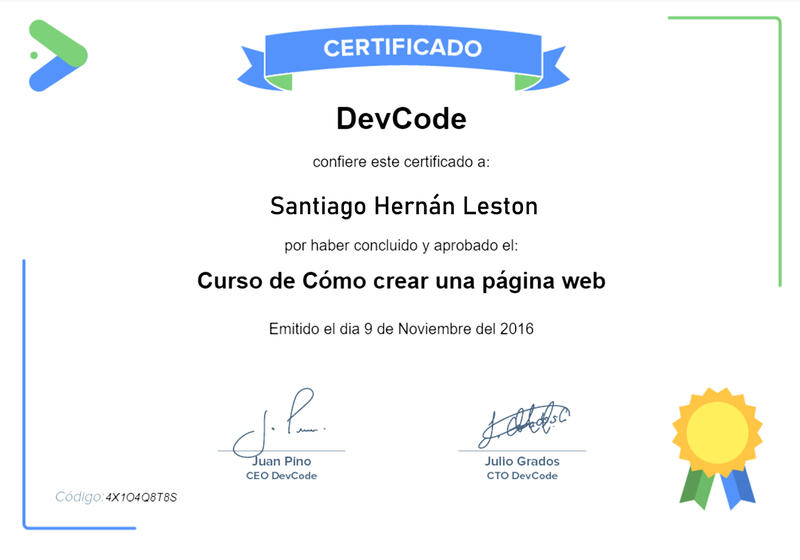 CERTIFICADO
DevCode
confiere este certificado a:
Santiago Hernán Leston
por haber concluido y aprobado el:
Curso de Cómo crear una página web
Emitido el dia 9 de Noviembre del 2016
Juan Pino
CEO DevCode
Julio Grados
CTO DevCode
Código: 4X1O4Q8T8S